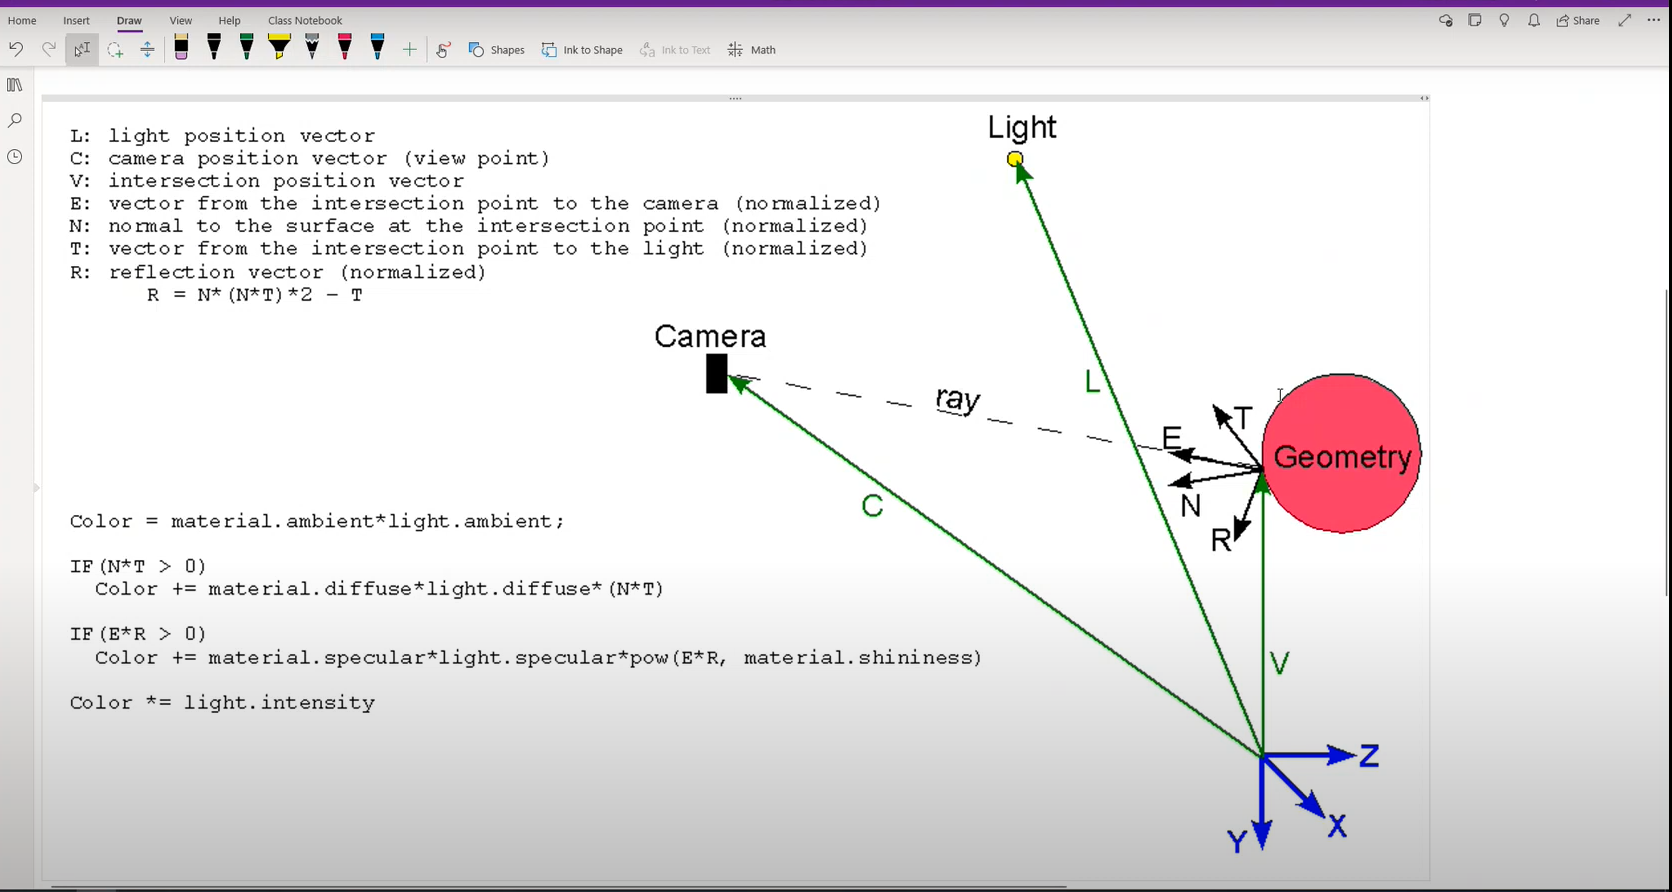 Home Insert Draw View Help Class Notebook
Share
Shapes Ink to Shape Ink to Text Math
L: light position vector
C: camera position vector (view point)
V: intersection position vector
E: vector from the intersection point to the camera (normalized)
N: normal to the surface at the intersection point (normalized)
T: vector from the intersection point to the light (normalized)
R: reflection vector (normalized)
R = N*(N*T)*2 - T
Color = material.ambient*light.ambient;
IF(N*T > 0)
Color += material.diffuse*light.diffuse*(N*T)
IF(E*R > 0)
Color += material.specular*light.specular*pow(E*R, material.shininess)
Color *= light.intensity
Light
Camera
ray
L
C
T
E
N
R
Geometry
V
Z
X
Y